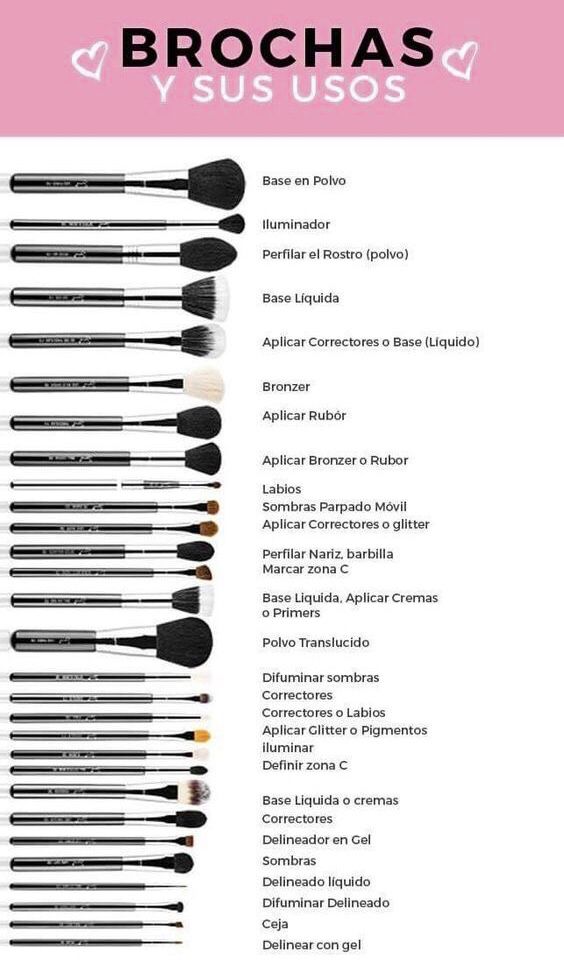 BROCHAS
Y SUS USOS
Base en Polvo
Iluminador
Perfilar el Rostro (polvo)
Base Líquida
Aplicar Correctores o Base (Líquido)
Bronzer
Aplicar Rubór
Aplicar Bronzer o Rubor
Labios
Sombras Parpado Móvil
Aplicar Correctores o glitter
Perfilar Nariz, barbilla
Marcar zona C
Base Liquida, Aplicar Cremas
o Primers
Polvo Translucido
Difuminar sombras
Correctores
Correctores o Labios
Aplicar Glitter o Pigmentos
iluminar
Definir zona C
Base Liquida o cremas
Correctores
Delineador en Gel
Sombras
Delineado líquido
Difuminar Delineado
Ceja
Delinear con gel